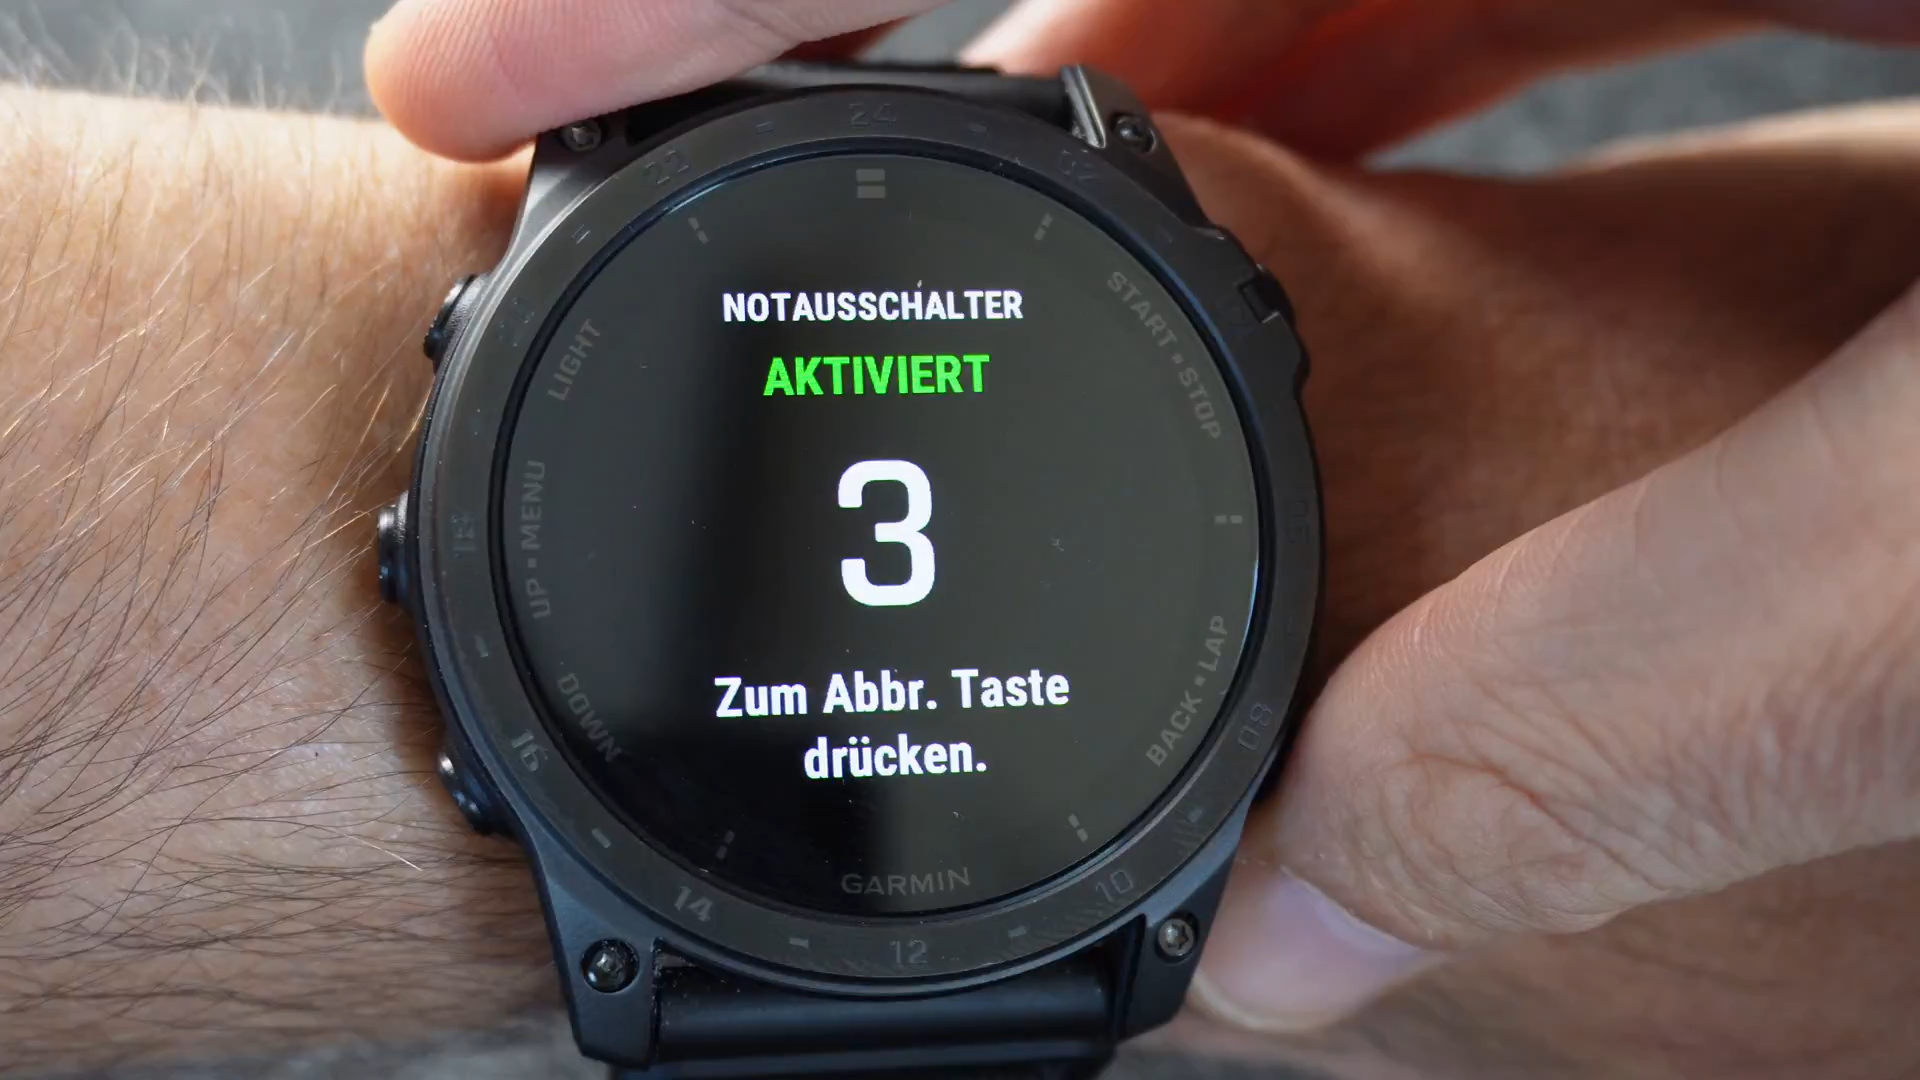 NOTAUSSCHALTER
AKTIVIERT
3
Zum Abbr. Taste
drücken.
LIGHT
UP • MENU
DOWN
START • STOP
BACK • LAP
GARMIN
24
02
08
10
12
14
16
22